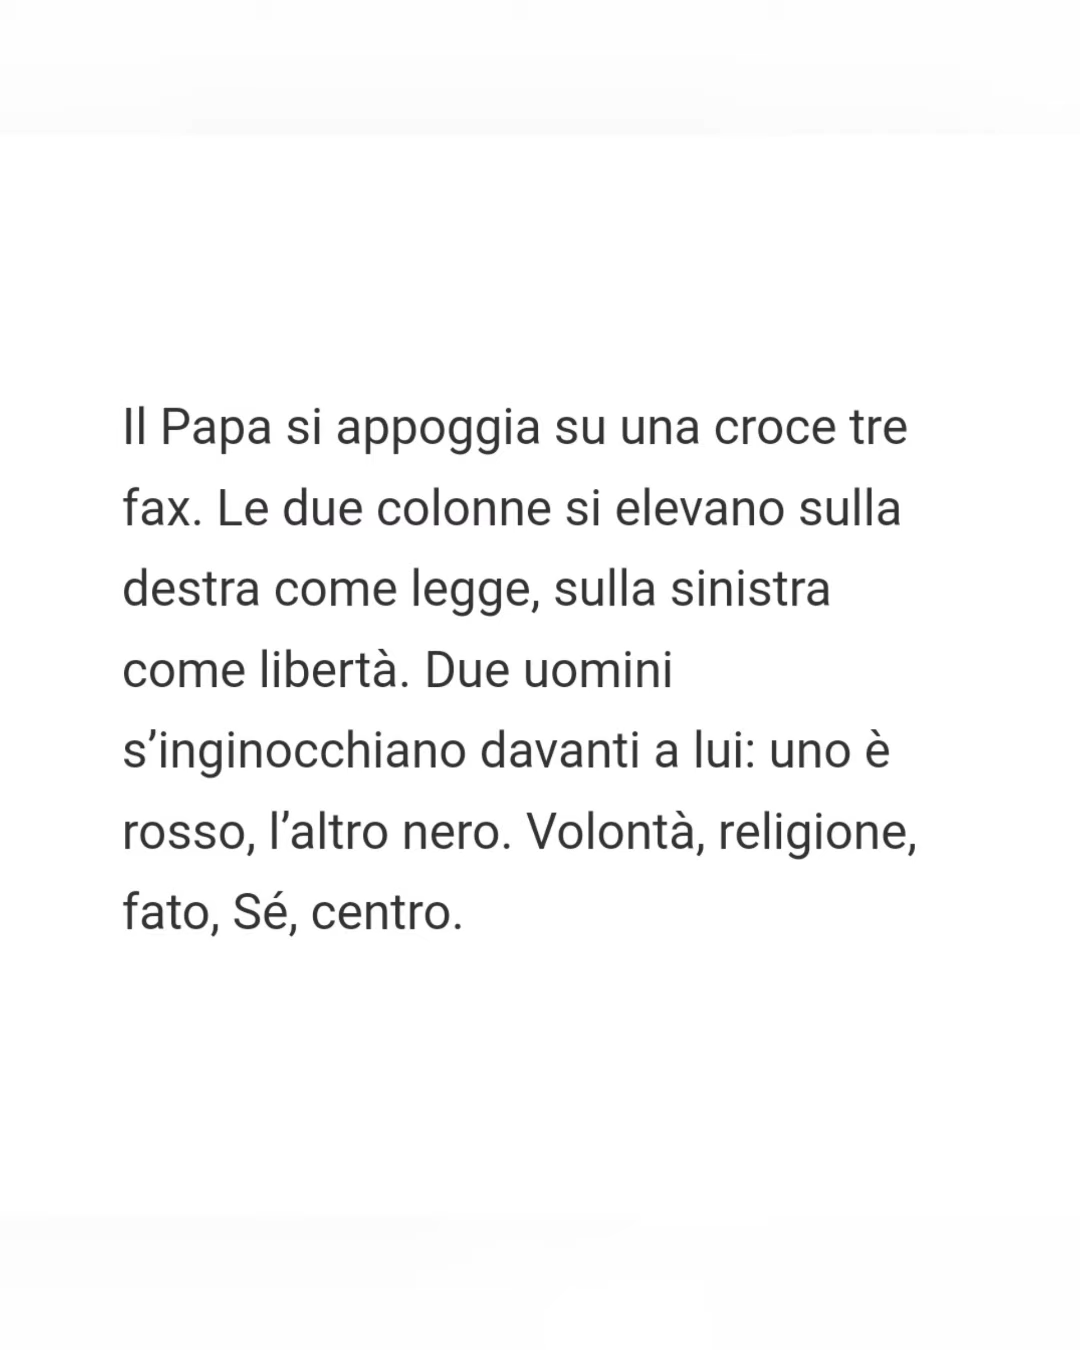 Il Papa si appoggia su una croce tre
fax. Le due colonne si elevano sulla
destra come legge, sulla sinistra
come libertà. Due uomini
s’inginocchiano davanti a lui: uno è
rosso, l’altro nero. Volontà, religione,
fato, Sé, centro.